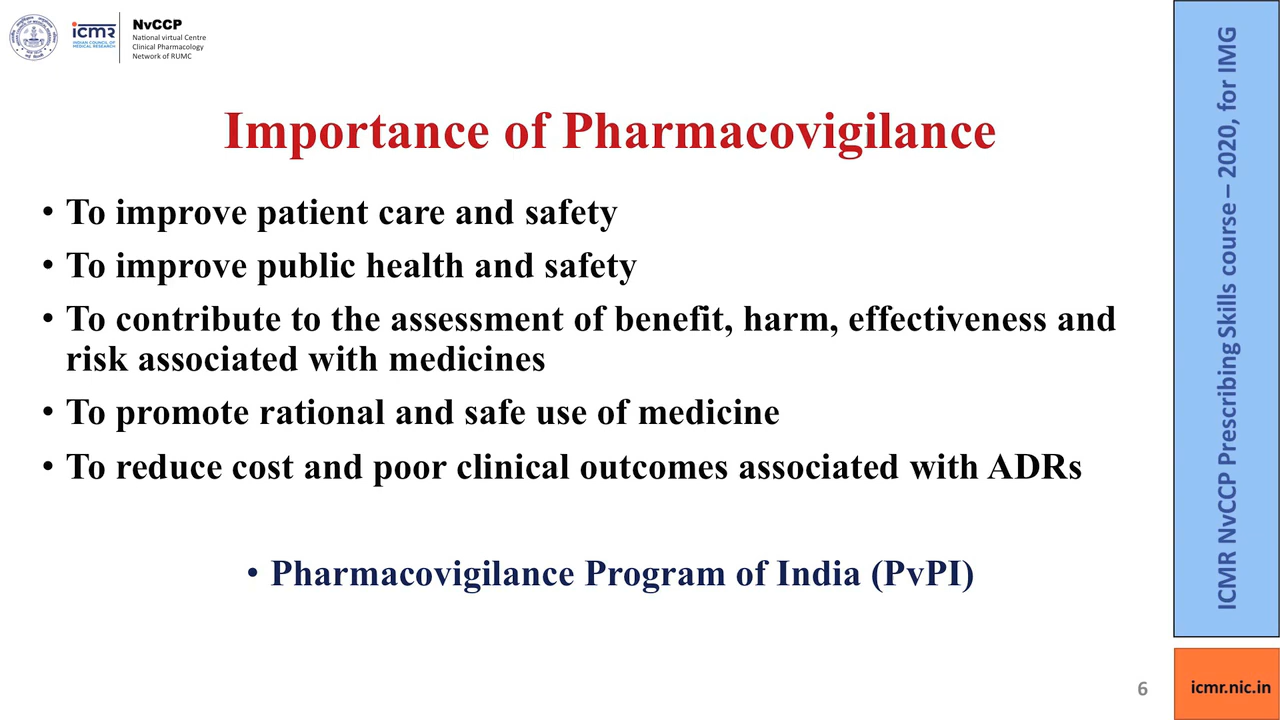 icmr
INDIAN COUNCIL OF
MEDICAL RESEARCH
NvCCP
National virtual Centre
Clinical Pharmacology
Network of RUMC
Importance of Pharmacovigilance
• To improve patient care and safety
• To improve public health and safety
• To contribute to the assessment of benefit, harm, effectiveness and
risk associated with medicines
• To promote rational and safe use of medicine
• To reduce cost and poor clinical outcomes associated with ADRs
• Pharmacovigilance Program of India (PvPI)
ICMR NvCCP Prescribing Skills course – 2020, for IMG
6
icmr.nic.in